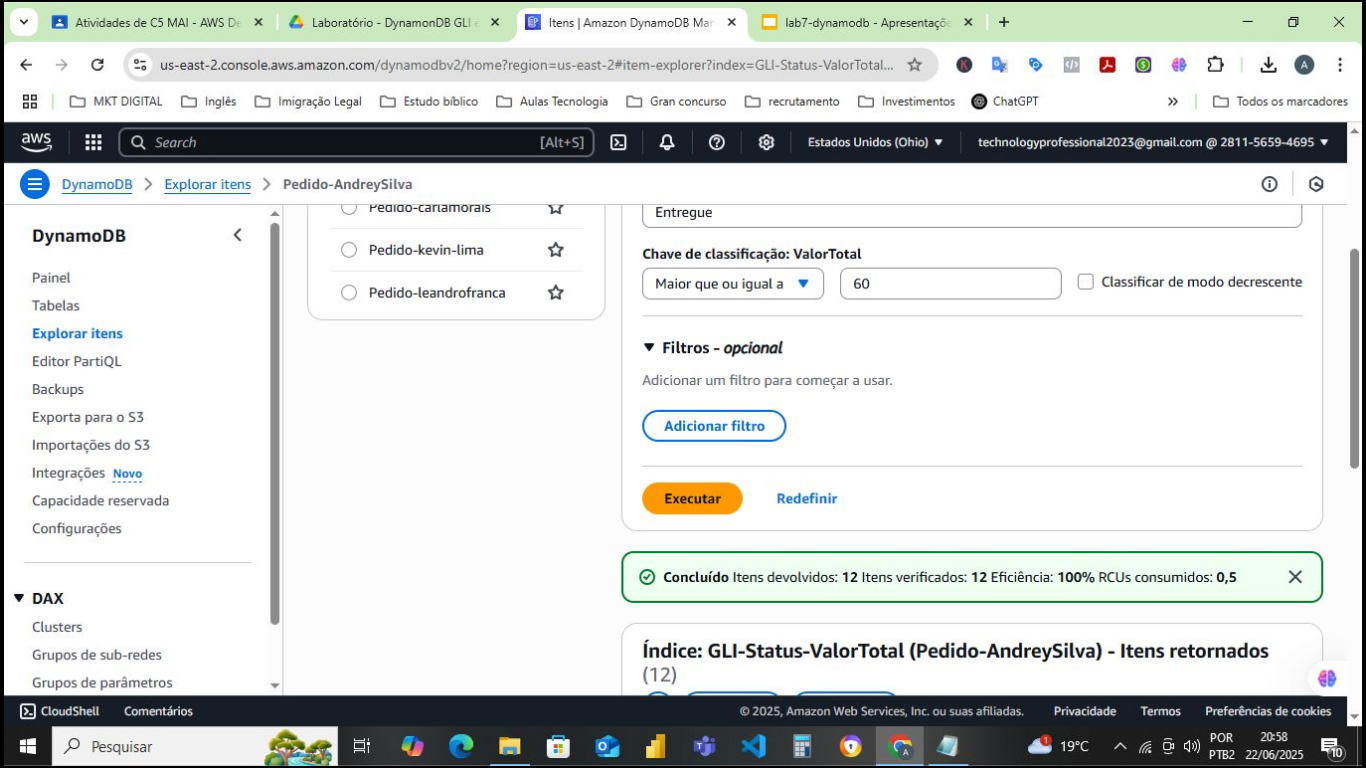 Atividades de C5 MAI - AWS De
Laboratório - DynamonDB GLI e
Itens | Amazon DynamoDB Man
lab7-dynamodb - Apresentaçõe
us-east-2.console.aws.amazon.com/dynamodbv2/home?region=us-east-2#item-explorer?index=GLI-Status-ValorTotal...
MKT DIGITAL
Inglês
Imigração Legal
Estudo bíblico
Aulas Tecnologia
Gran concurso
recrutamento
Investimentos
ChatGPT
Todos os marcadores
aws
Search
[Alt+S]
Estados Unidos (Ohio)
technologyprofessional2023@gmail.com @ 2811-5659-4695
DynamoDB
Explorar itens
Pedido-AndreySilva
DynamoDB
Painel
Tabelas
Explorar itens
Editor PartiQL
Backups
Exporta para o S3
Importações do S3
Integrações Novo
Capacidade reservada
Configurações
DAX
Clusters
Grupos de sub-redes
Grupos de parâmetros
Pedido-carlamorais
Pedido-kevin-lima
Pedido-leandrofranca
Entregue
Chave de classificação: ValorTotal
Maior que ou igual a
60
Classificar de modo decrescente
Filtros - opcional
Adicionar um filtro para começar a usar.
Adicionar filtro
Executar
Redefinir
Concluído Itens devolvidos: 12 Itens verificados: 12 Eficiência: 100% RCUs consumidos: 0,5
Índice: GLI-Status-ValorTotal (Pedido-AndreySilva) - Itens retornados
(12)
CloudShell
Comentários
© 2025, Amazon Web Services, Inc. ou suas afiliadas.
Privacidade
Termos
Preferências de cookies
Pesquisar
19°C
POR
PTB2
20:58
22/06/2025